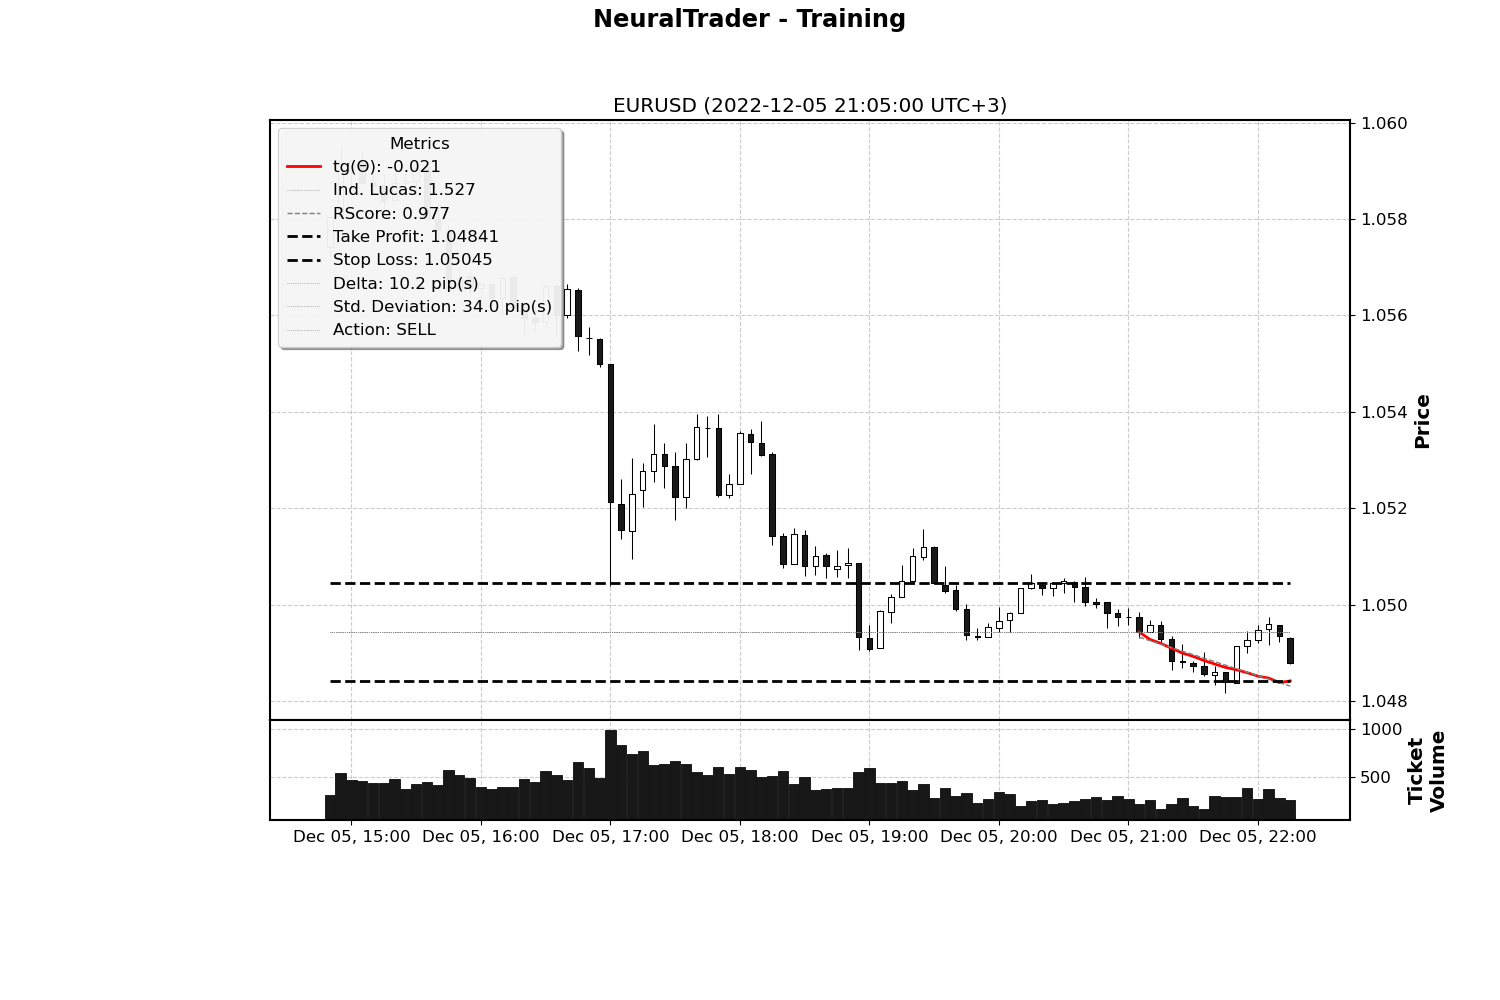 NeuralTrader - Training
EURUSD (2022-12-05 21:05:00 UTC+3)
Metrics
tg(Θ): -0.021
Ind. Lucas: 1.527
RScore: 0.977
Take Profit: 1.04841
Stop Loss: 1.05045
Delta: 10.2 pip(s)
Std. Deviation: 34.0 pip(s)
Action: SELL
1.060
1.058
1.056
1.054
1.052
1.050
1.048
Price
1000
500
Ticket
Volume
Dec 05, 15:00 Dec 05, 16:00 Dec 05, 17:00 Dec 05, 18:00 Dec 05, 19:00 Dec 05, 20:00 Dec 05, 21:00 Dec 05, 22:00